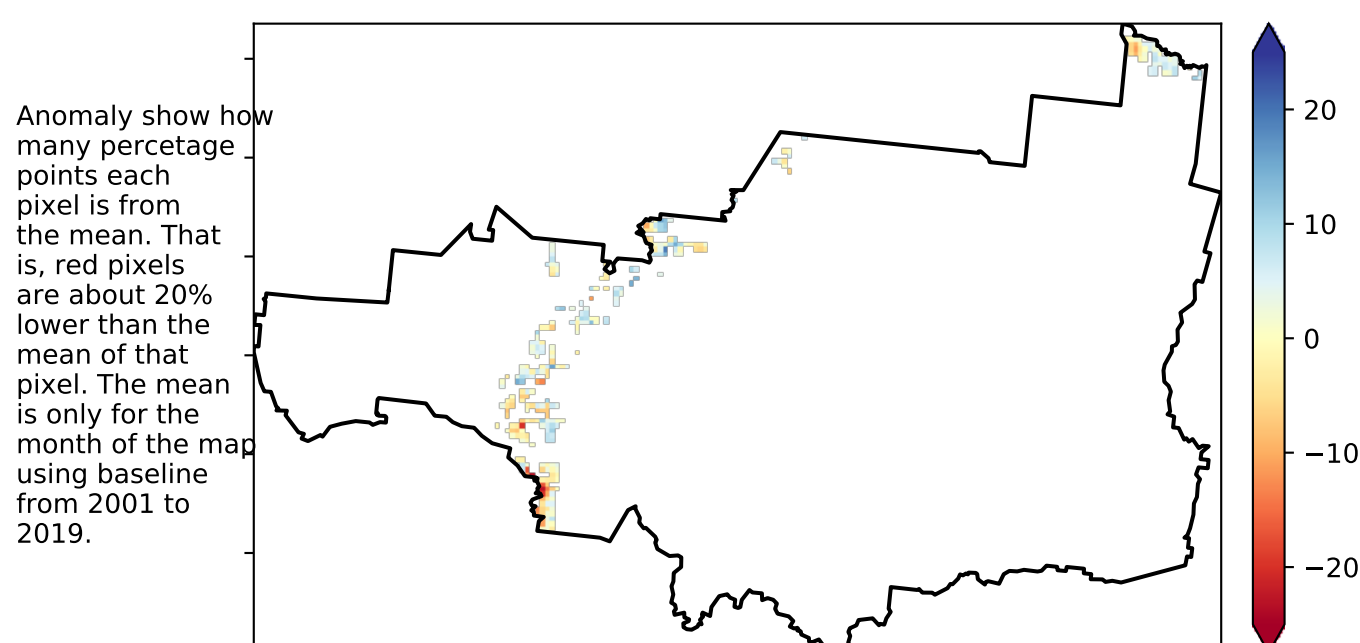 Anomaly show how
many percetage
points each
pixel is from
the mean. That
is, red pixels
are about 20%
lower than the
mean of that
pixel. The mean
is only for the
month of the map
using baseline
from 2001 to
2019.
20
10
0
−10
−20